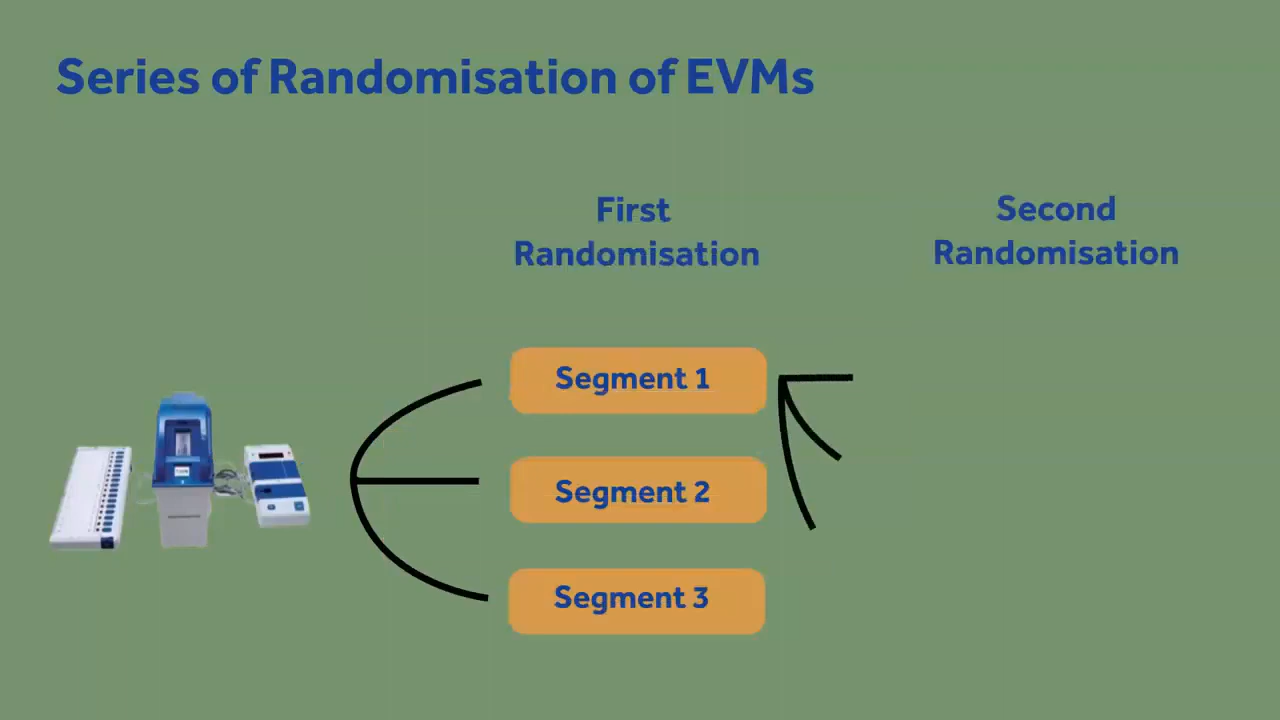 Series of Randomisation of EVMs
First
Randomisation
Second
Randomisation
Segment 1
Segment 2
Segment 3